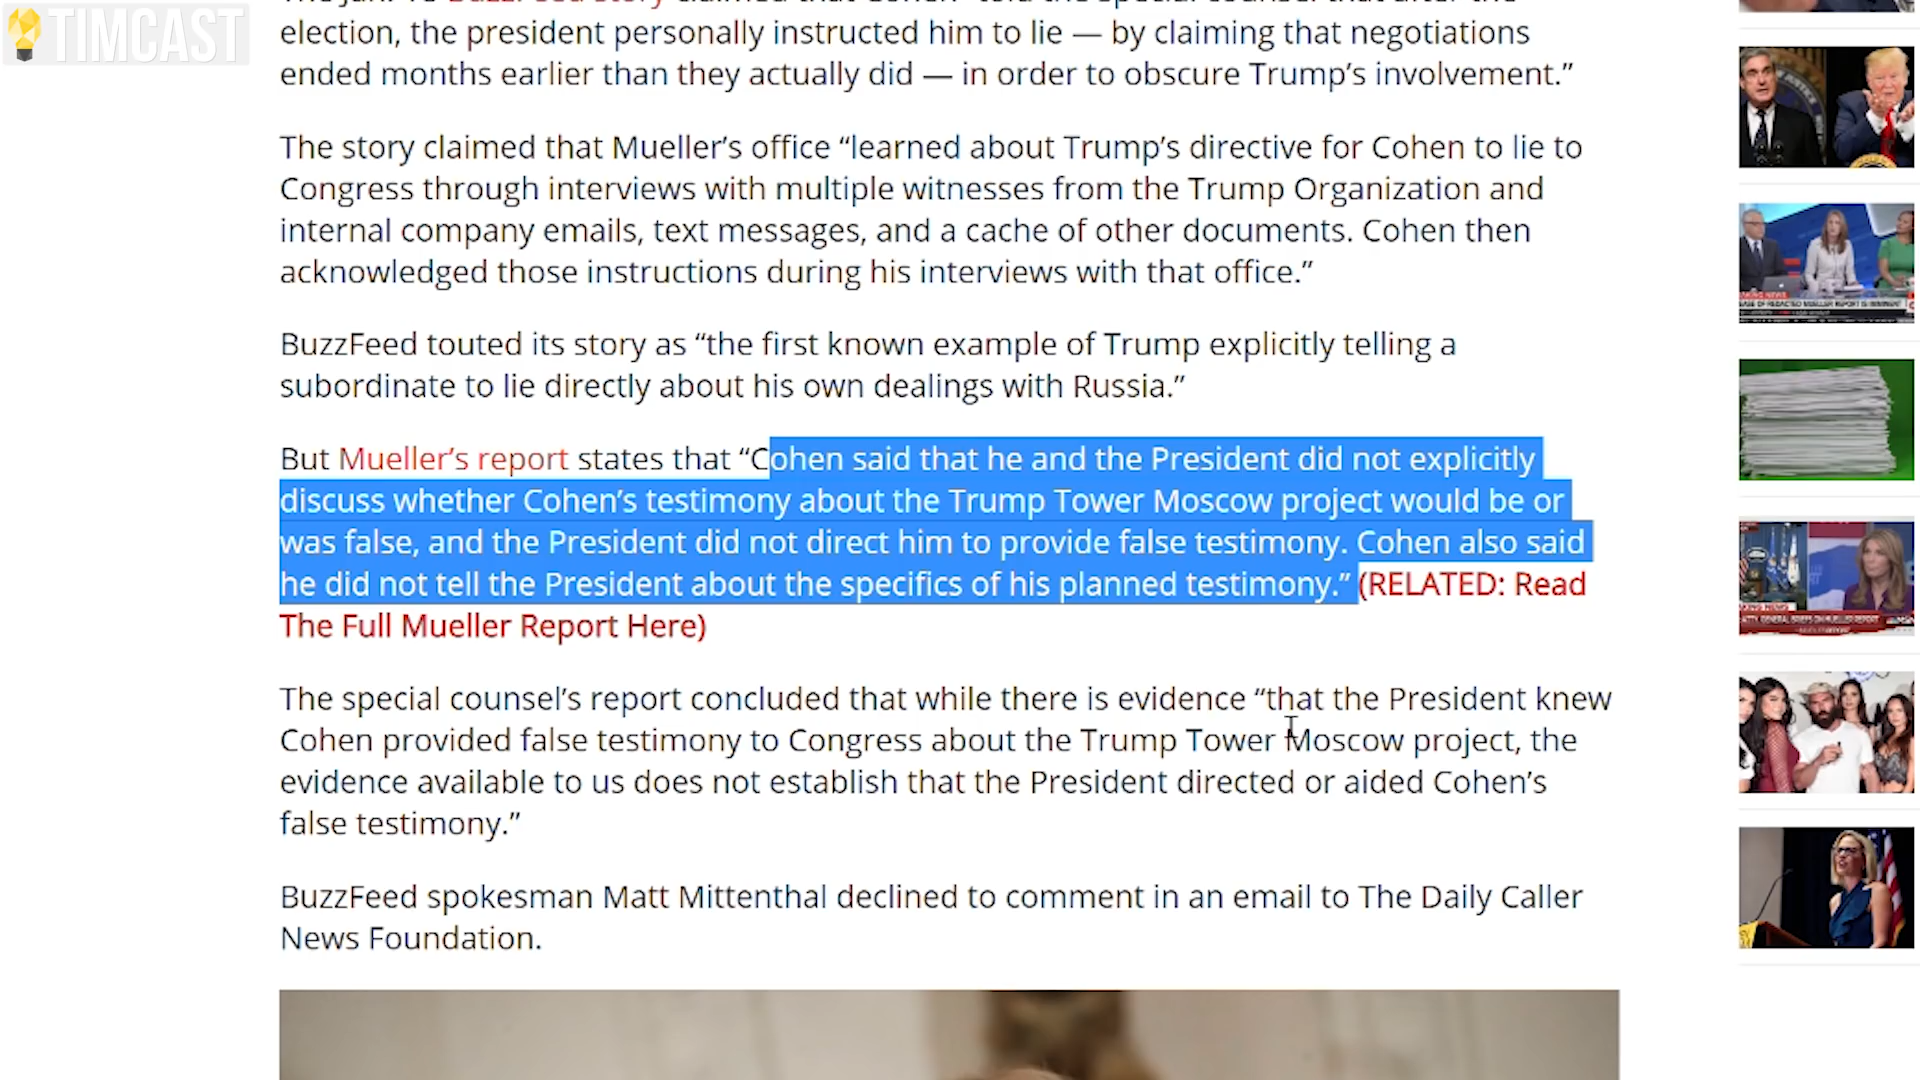 TIMCAST
election, the president personally instructed him to lie — by claiming that negotiations
ended months earlier than they actually did — in order to obscure Trump’s involvement.”
The story claimed that Mueller’s office “learned about Trump’s directive for Cohen to lie to
Congress through interviews with multiple witnesses from the Trump Organization and
internal company emails, text messages, and a cache of other documents. Cohen then
acknowledged those instructions during his interviews with that office.”
BuzzFeed touted its story as “the first known example of Trump explicitly telling a
subordinate to lie directly about his own dealings with Russia.”
But Mueller’s report states that “Cohen said that he and the President did not explicitly
discuss whether Cohen’s testimony about the Trump Tower Moscow project would be or
was false, and the President did not direct him to provide false testimony. Cohen also said
he did not tell the President about the specifics of his planned testimony.” (RELATED: Read
The Full Mueller Report Here)
The special counsel’s report concluded that while there is evidence “that the President knew
Cohen provided false testimony to Congress about the Trump Tower Moscow project, the
evidence available to us does not establish that the President directed or aided Cohen’s
false testimony.”
BuzzFeed spokesman Matt Mittenthal declined to comment in an email to The Daily Caller
News Foundation.